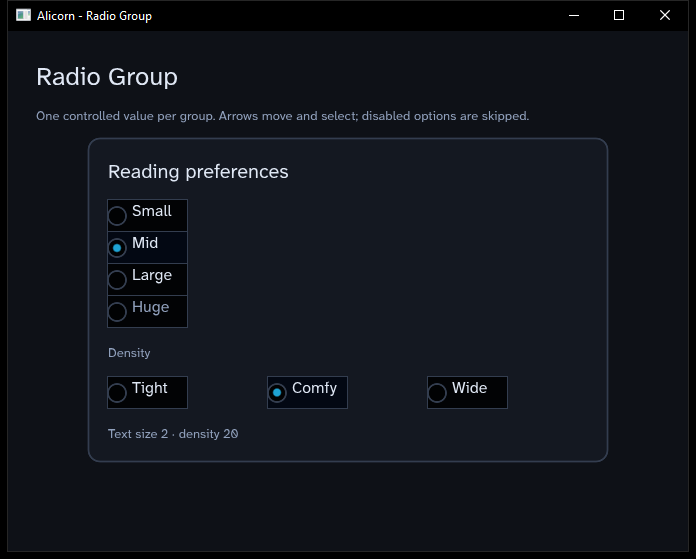 Alicorn - Radio Group
Radio Group
One controlled value per group. Arrows move and select; disabled options are skipped.
Reading preferences
Small
Mid
Large
Huge
Density
Tight Comfy Wide
Text size 2 · density 20